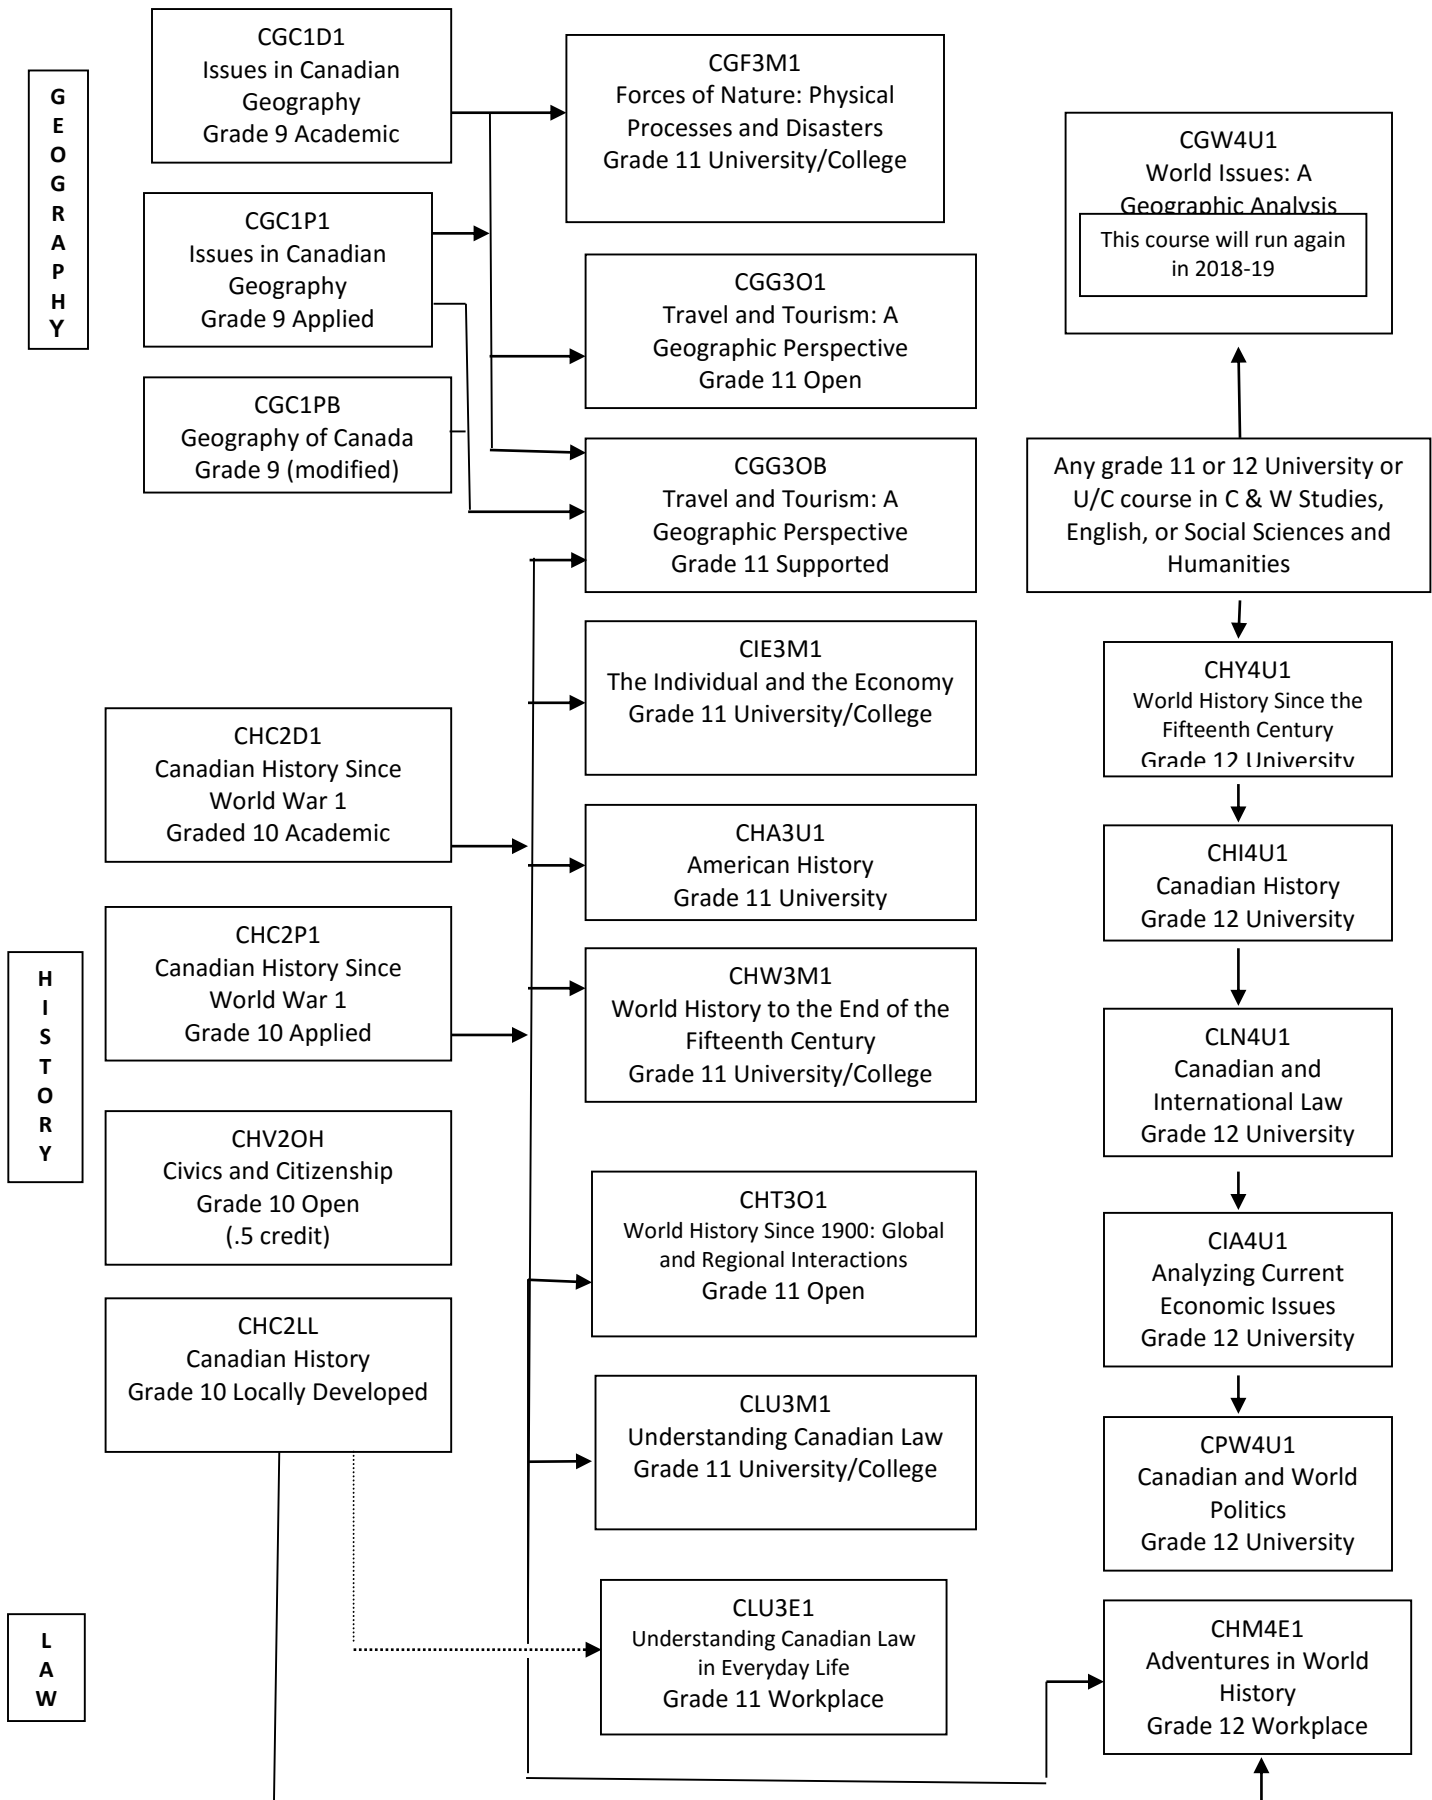 G
E
O
G
R
A
P
H
Y
CGC1D1
Issues in Canadian
Geography
Grade 9 Academic
CGC1P1
Issues in Canadian
Geography
Grade 9 Applied
CGC1PB
Geography of Canada
Grade 9 (modified)
CGF3M1
Forces of Nature: Physical
Processes and Disasters
Grade 11 University/College
CGG3O1
Travel and Tourism: A
Geographic Perspective
Grade 11 Open
CGG3OB
Travel and Tourism: A
Geographic Perspective
Grade 11 Supported
CGW4U1
World Issues: A
Geographic Analysis
This course will run again
in 2018-19
Any grade 11 or 12 University or
U/C course in C & W Studies,
English, or Social Sciences and
Humanities
H
I
S
T
O
R
Y
CHC2D1
Canadian History Since
World War 1
Graded 10 Academic
CHC2P1
Canadian History Since
World War 1
Grade 10 Applied
CHV2OH
Civics and Citizenship
Grade 10 Open
(.5 credit)
CHC2LL
Canadian History
Grade 10 Locally Developed
CIE3M1
The Individual and the Economy
Grade 11 University/College
CHA3U1
American History
Grade 11 University
CHW3M1
World History to the End of the
Fifteenth Century
Grade 11 University/College
CHT3O1
World History Since 1900: Global
and Regional Interactions
Grade 11 Open
CLU3M1
Understanding Canadian Law
Grade 11 University/College
CLU3E1
Understanding Canadian Law
in Everyday Life
Grade 11 Workplace
CHY4U1
World History Since the
Fifteenth Century
Grade 12 University
CHI4U1
Canadian History
Grade 12 University
CLN4U1
Canadian and
International Law
Grade 12 University
CIA4U1
Analyzing Current
Economic Issues
Grade 12 University
CPW4U1
Canadian and World
Politics
Grade 12 University
CHM4E1
Adventures in World
History
Grade 12 Workplace
L
A
W